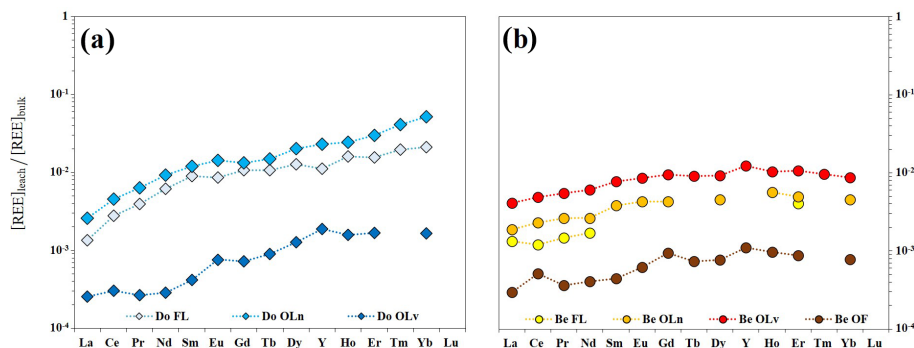 (a)
(b)
[REE]leach / [REE]bulk
1
10-1
10-2
10-3
10-4
Do FL Do OLn Do OLv
La Ce Pr Nd Sm Eu Gd Tb Dy Y Ho Er Tm Yb Lu
1
10-1
10-2
10-3
10-4
Be FL Be OLn Be OLv Be OF
La Ce Pr Nd Sm Eu Gd Tb Dy Y Ho Er Tm Yb Lu